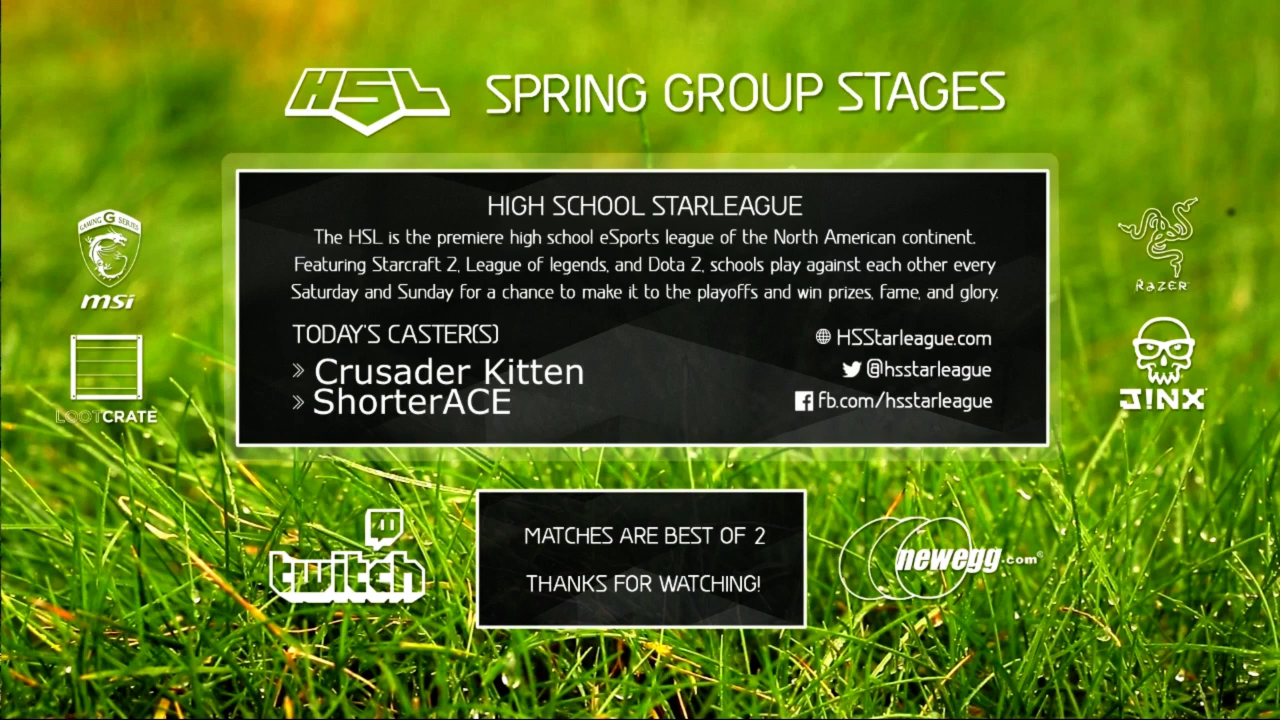 HSL SPRING GROUP STAGES
HIGH SCHOOL STARLEAGUE
The HSL is the premiere high school eSports league of the North American continent.
Featuring Starcraft 2, League of legends, and Dota 2, schools play against each other every
Saturday and Sunday for a chance to make it to the playoffs and win prizes, fame, and glory.
TODAY'S CASTER(S)
» Crusader Kitten
» ShorterACE
HSStarleague.com
@hsstarleague
fb.com/hsstarleague
GAMING G SERIES
msi
LOOTCRATE
RAZER
J!NX
twitch
MATCHES ARE BEST OF 2
THANKS FOR WATCHING!
newegg.com®